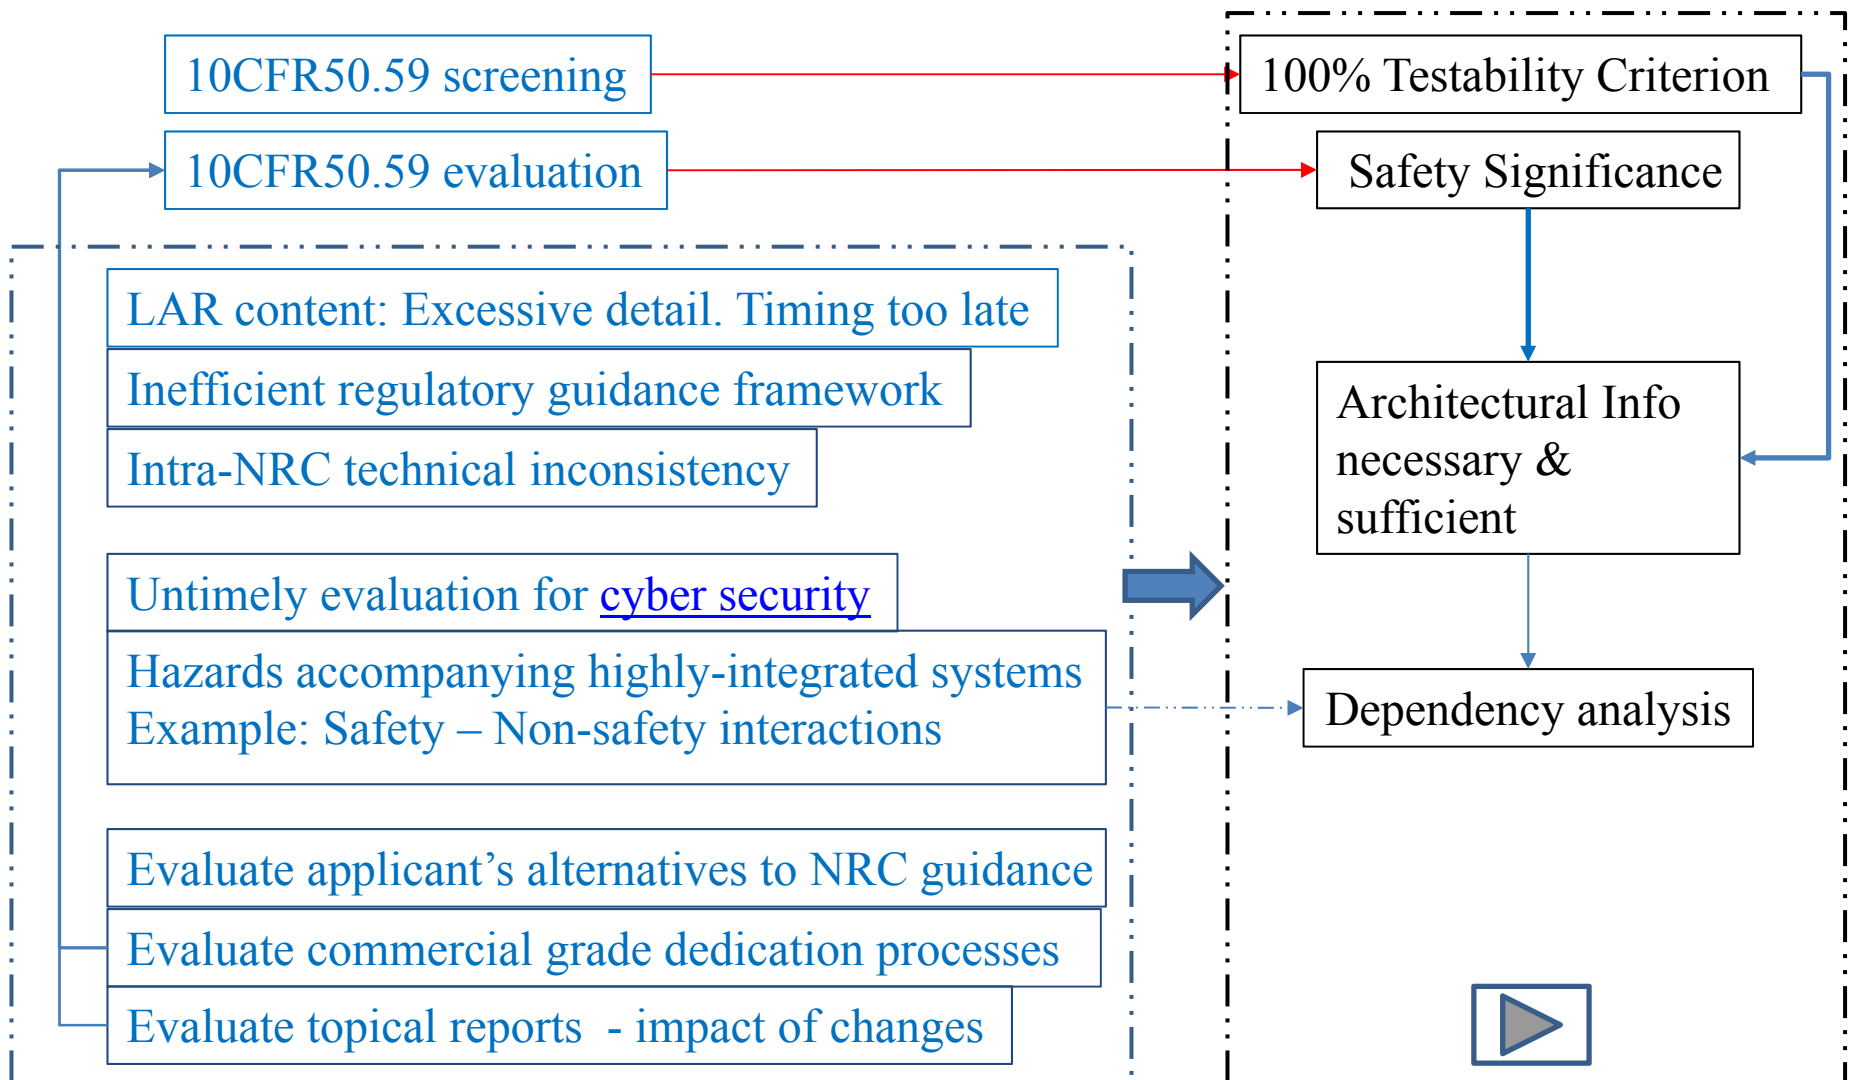 10CFR50.59 screening
100% Testability Criterion
10CFR50.59 evaluation
Safety Significance
LAR content: Excessive detail. Timing too late
Inefficient regulatory guidance framework
Intra-NRC technical inconsistency
Architectural Info
necessary &
sufficient
Untimely evaluation for cyber security
Hazards accompanying highly-integrated systems
Example: Safety – Non-safety interactions
Dependency analysis
Evaluate applicant’s alternatives to NRC guidance
Evaluate commercial grade dedication processes
Evaluate topical reports  - impact of changes